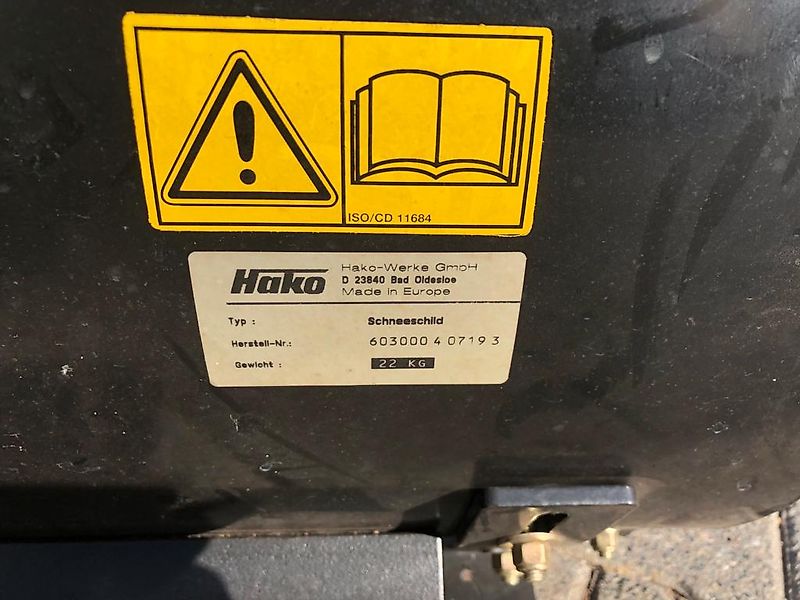 ISO/CD 11684
Hako
Hako-Werke GmbH
D 23840 Bad Oldesloe
Made in Europe
Typ : Schneeschild
Herstell-Nr.: 603000 4 0719 3
Gewicht : 22 KG